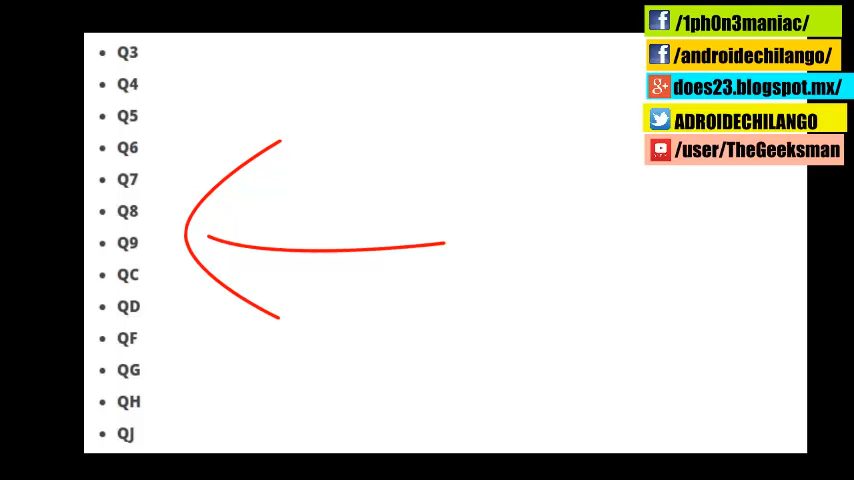 Q3
Q4
Q5
Q6
Q7
Q8
Q9
QC
QD
QF
QG
QH
QJ
/1ph0n3maniac/
/androidechilango/
does23.blogspot.mx/
ADROIDECHILANGO
/user/TheGeeksman